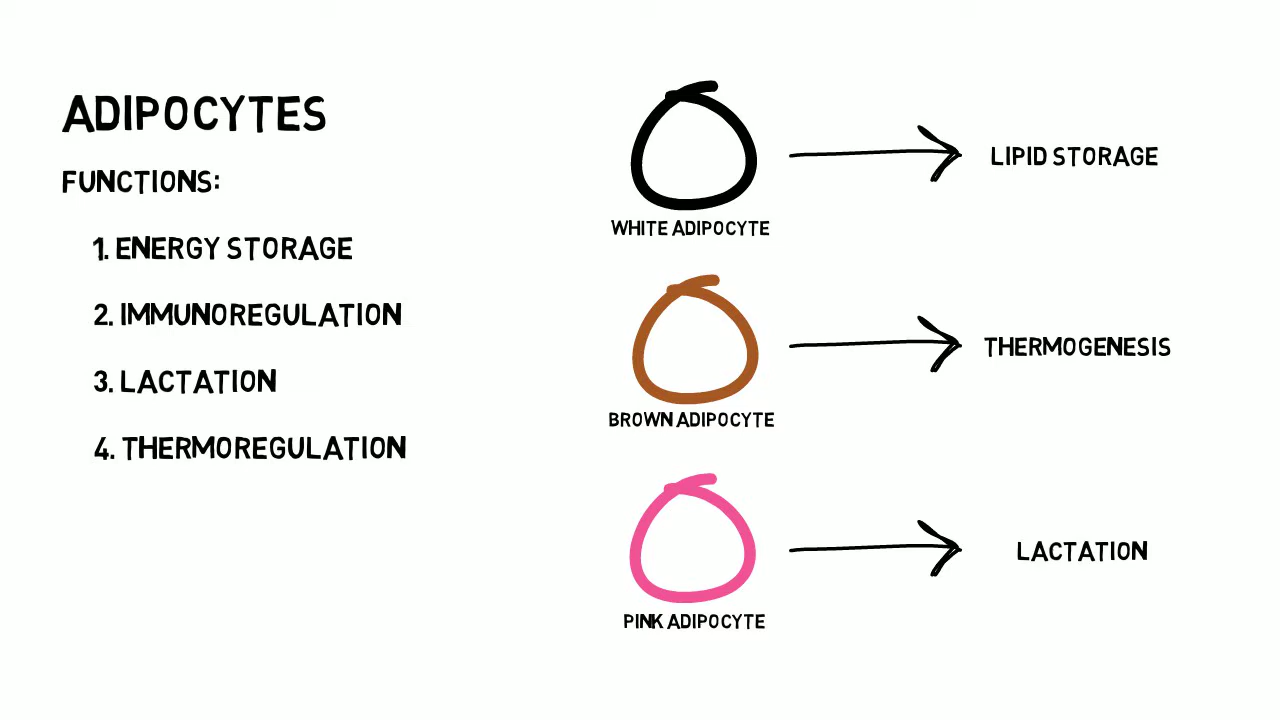 ADIPOCYTES
FUNCTIONS:
1. ENERGY STORAGE
2. IMMUNOREGULATION
3. LACTATION
4. THERMOREGULATION
LIPID STORAGE
WHITE ADIPOCYTE
THERMOGENESIS
BROWN ADIPOCYTE
LACTATION
PINK ADIPOCYTE